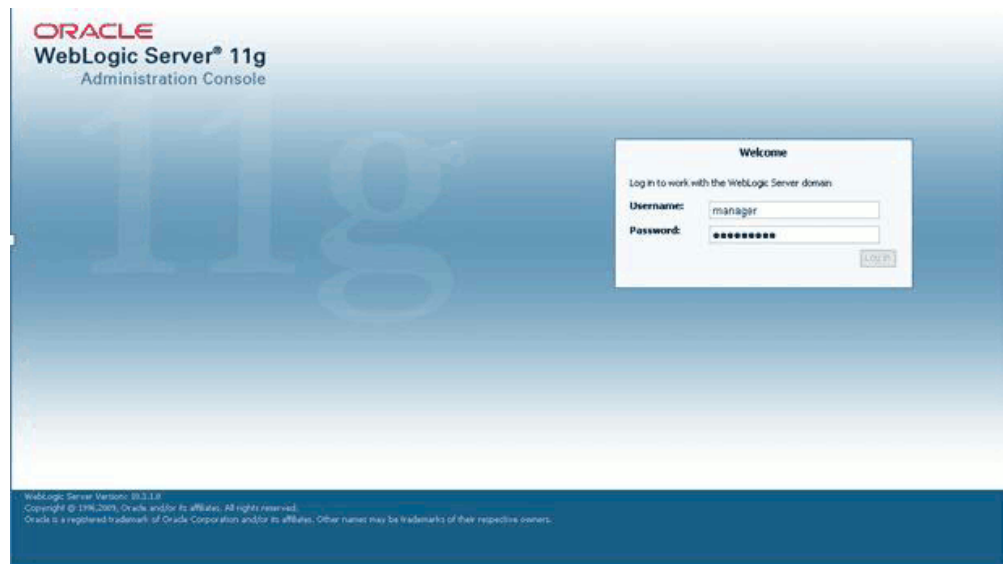 ORACLE
WebLogic Server® 11g
Administration Console
11g
Welcome
Log in to work with the WebLogic Server domain
Username:
manager
Password:
Log In
WebLogic Server Version: 10.3.1.0
Copyright © 1996,2009, Oracle and/or its affiliates. All rights reserved.
Oracle is a registered trademark of Oracle Corporation and/or its affiliates. Other names may be trademarks of their respective owners.